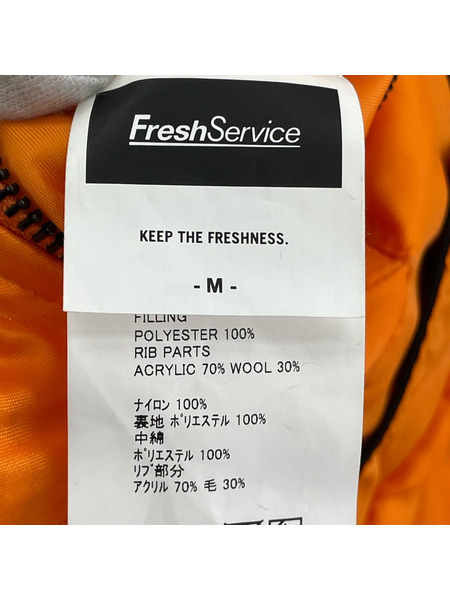 FreshService
KEEP THE FRESHNESS.
- M -
FILLING
POLYESTER 100%
RIB PARTS
ACRYLIC 70% WOOL 30%
ナイロン 100%
裏地 ポリエステル 100%
中綿
ポリエステル 100%
リブ部分
アクリル 70% 毛 30%